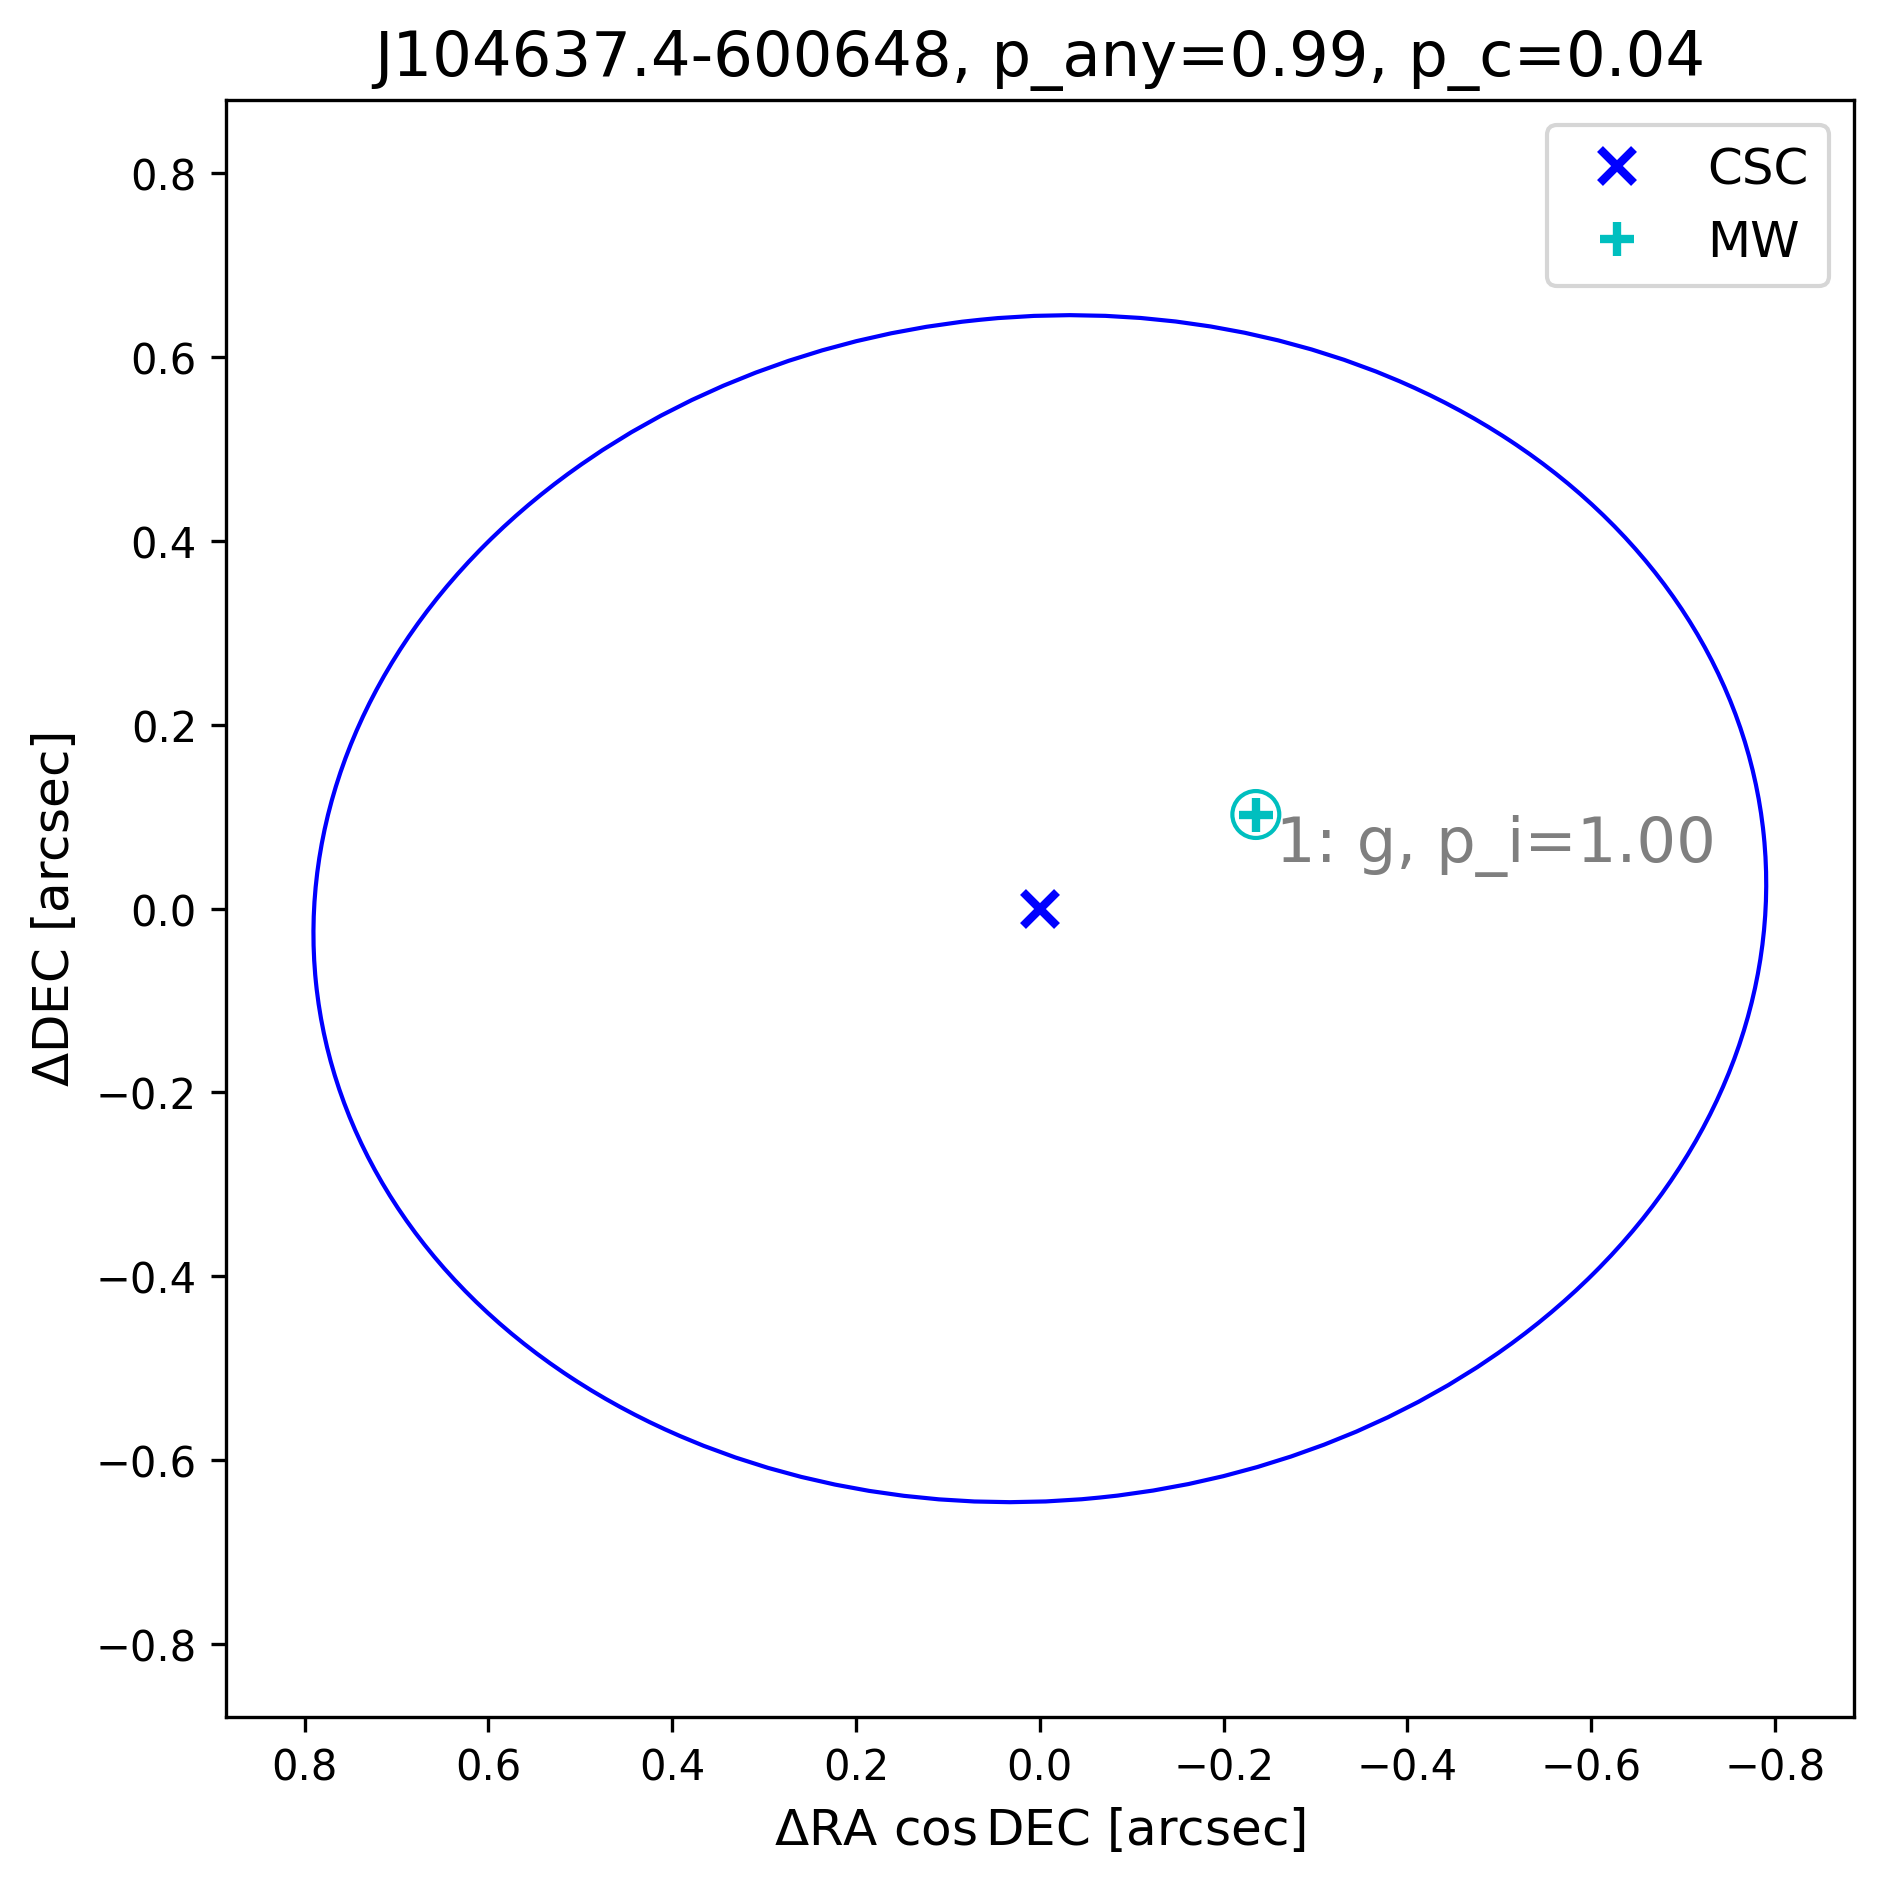 J104637.4-600648, p_any=0.99, p_c=0.04
CSC
MW
0.8
0.6
0.4
0.2
0.0
−0.2
−0.4
−0.6
−0.8
ΔDEC [arcsec]
1: g, p_i=1.00
0.8 0.6 0.4 0.2 0.0 −0.2 −0.4 −0.6 −0.8
ΔRA cos DEC [arcsec]